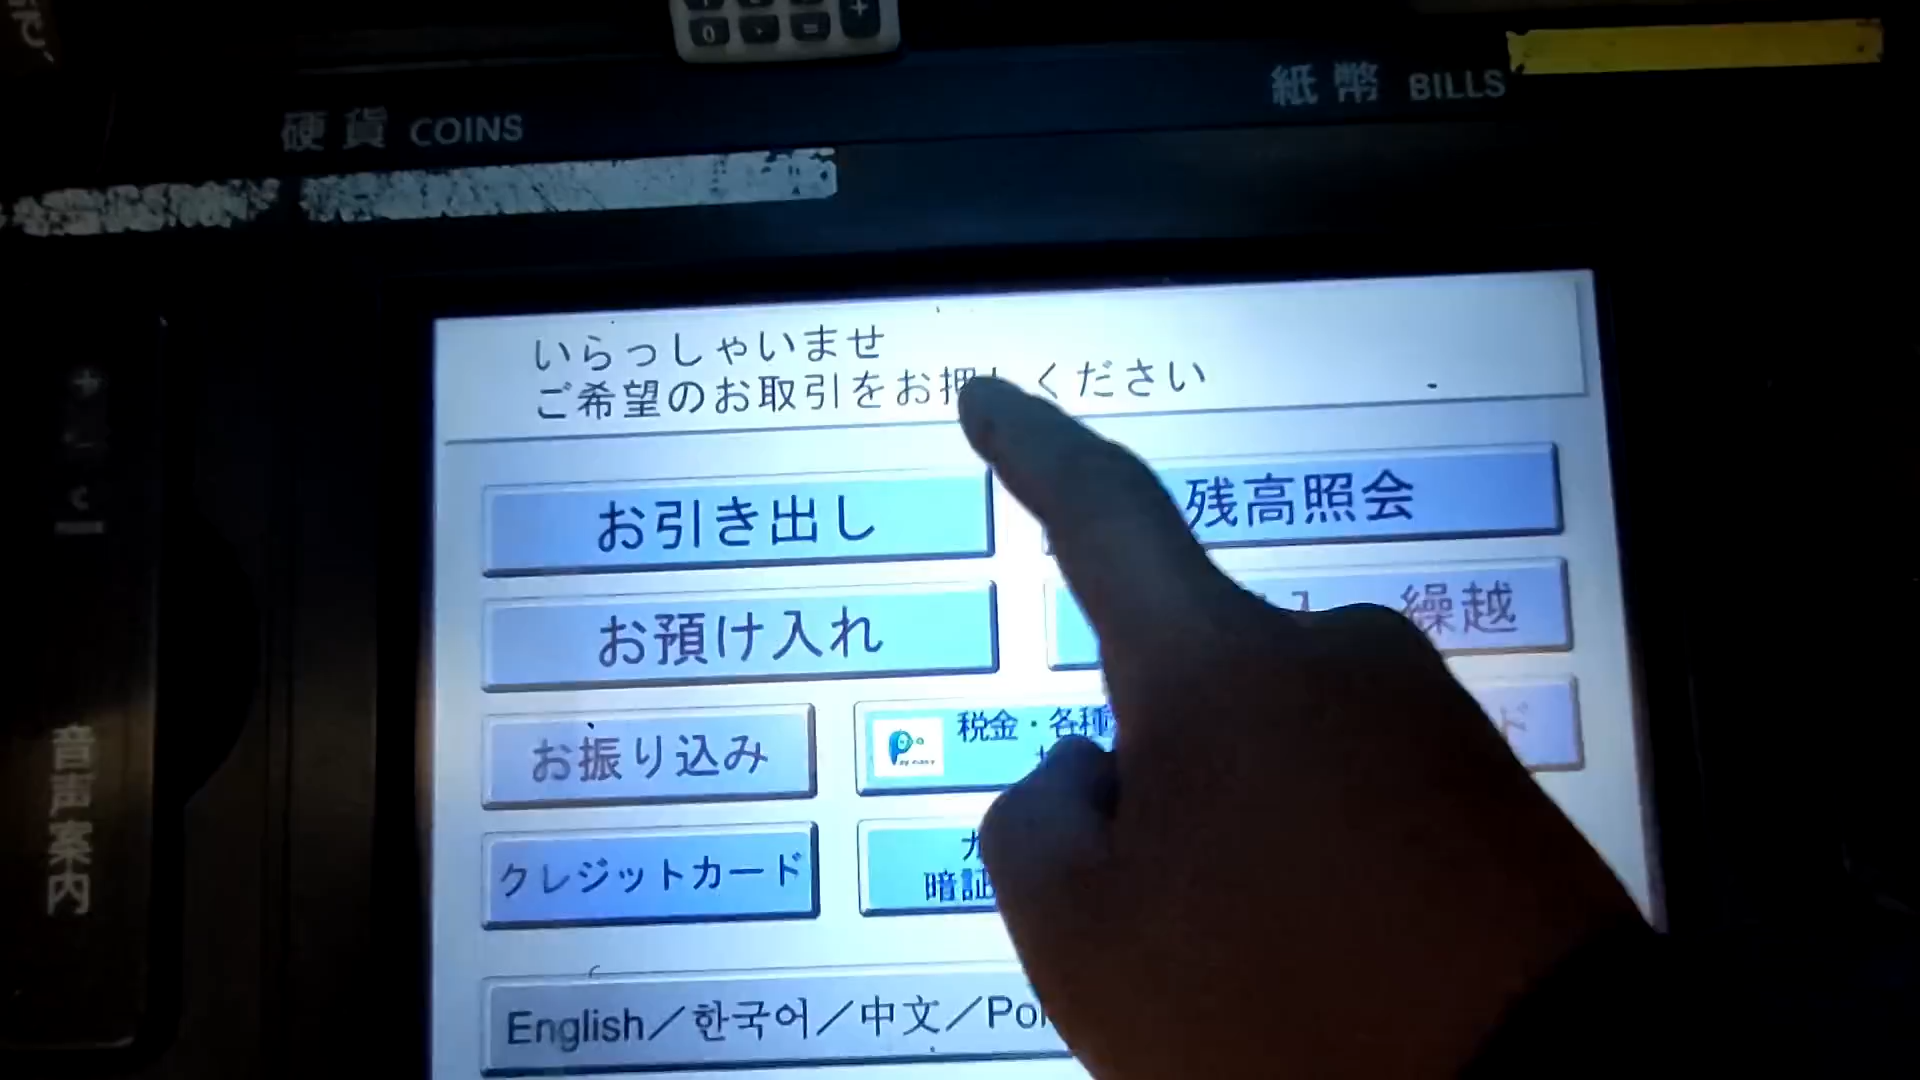 0 . = +
硬貨 COINS
紙幣 BILLS
いらっしゃいませ
ご希望のお取引をお押しください
お引き出し
残高照会
お預け入れ
繰越
お振り込み
税金・各種
クレジットカード
暗証
English/한국어/中文/Po
音声案内